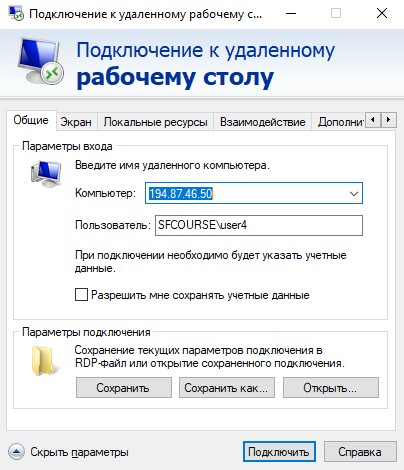 Подключение к удаленному рабочему с...
Подключение к удаленному
рабочему столу
Общие Экран Локальные ресурсы Взаимодействие Дополнит
Параметры входа
Введите имя удаленного компьютера.
Компьютер: 194.87.46.50
Пользователь: SFCOURSE\user4
При подключении необходимо будет указать учетные
данные.
Разрешить мне сохранять учетные данные
Параметры подключения
Сохранение текущих параметров подключения в
RDP-файл или открытие сохраненного подключения.
Сохранить Сохранить как... Открыть...
Скрыть параметры Подключить Справка